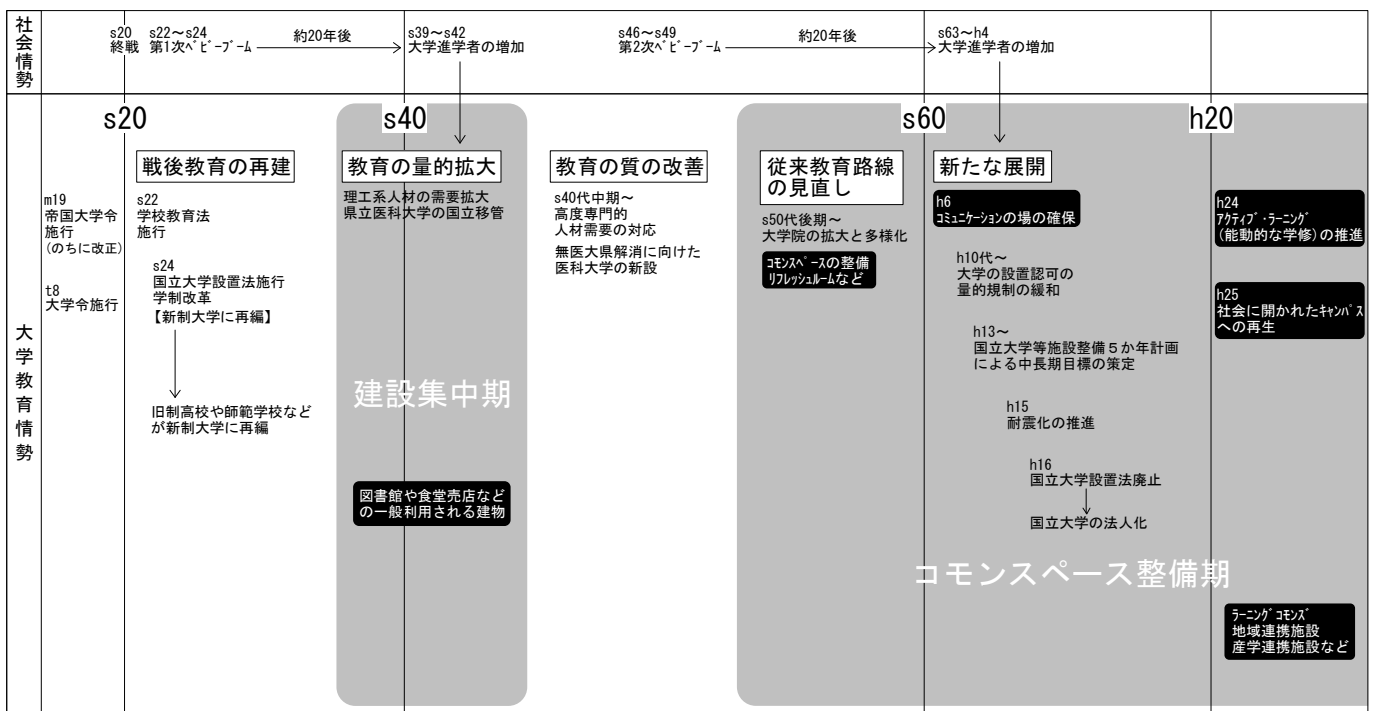 社会情勢
s20
終戦
s22～s24
第1次ﾍﾞﾋﾞｰﾌﾞｰﾑ
約20年後
s39～s42
大学進学者の増加
s46～s49
第2次ﾍﾞﾋﾞｰﾌﾞｰﾑ
約20年後
s63～h4
大学進学者の増加
大学教育情勢
s20
s40
s60
h20
m19
帝国大学令
施行
(のちに改正)
t8
大学令施行
戦後教育の再建
s22
学校教育法
施行
s24
国立大学設置法施行
学制改革
【新制大学に再編】
旧制高校や師範学校など
が新制大学に再編
教育の量的拡大
理工系人材の需要拡大
県立医科大学の国立移管
建設集中期
図書館や食堂売店など
の一般利用される建物
教育の質の改善
s40代中期～
高度専門的
人材需要の対応
無医大県解消に向けた
医科大学の新設
従来教育路線
の見直し
s50代後期～
大学院の拡大と多様化
ｺﾓﾝｽﾍﾟｰｽの整備
ﾘﾌﾚｯｼｭﾙｰﾑなど
新たな展開
h6
ｺﾐｭﾆｹｰｼｮﾝの場の確保
h10代～
大学の設置認可の
量的規制の緩和
h13～
国立大学等施設整備５か年計画
による中長期目標の策定
h15
耐震化の推進
h16
国立大学設置法廃止
国立大学の法人化
コモンスペース整備期
h24
ｱｸﾃｨﾌﾞ･ﾗｰﾆﾝｸﾞ
(能動的な学修)の推進
h25
社会に開かれたｷｬﾝﾊﾟｽ
への再生
ﾗｰﾆﾝｸﾞｺﾓﾝｽﾞ
地域連携施設
産学連携施設など